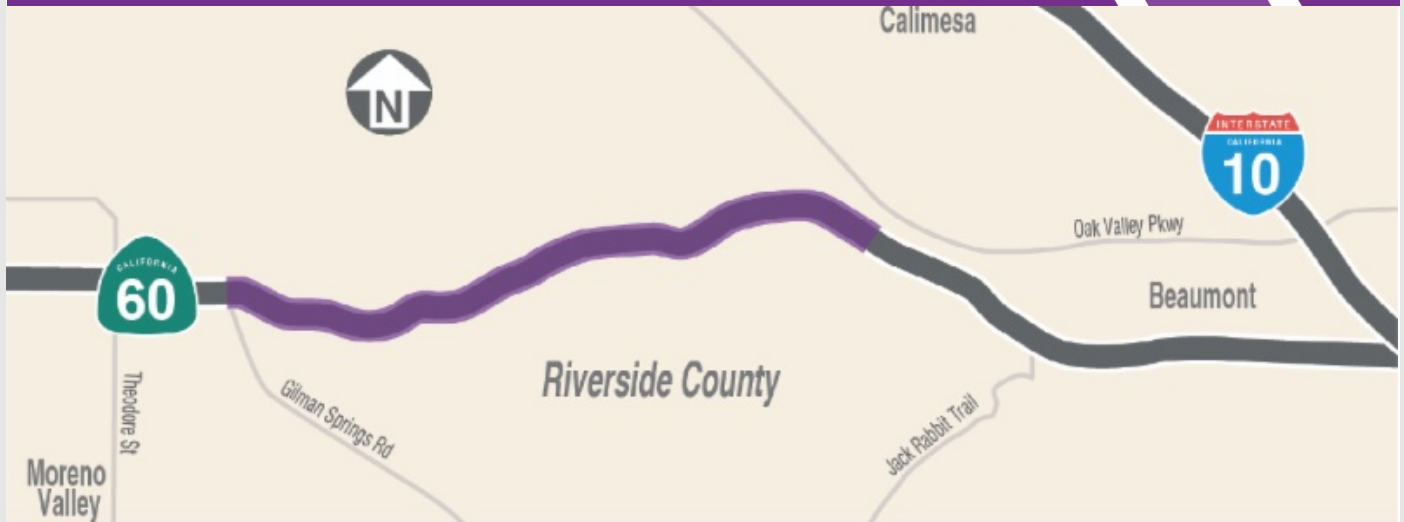 Calimesa
N
INTERSTATE
CALIFORNIA
10
Oak Valley Pkwy
CALIFORNIA
60
Beaumont
Riverside County
Theodore St
Gilman Springs Rd
Jack Rabbit Trail
Moreno
Valley